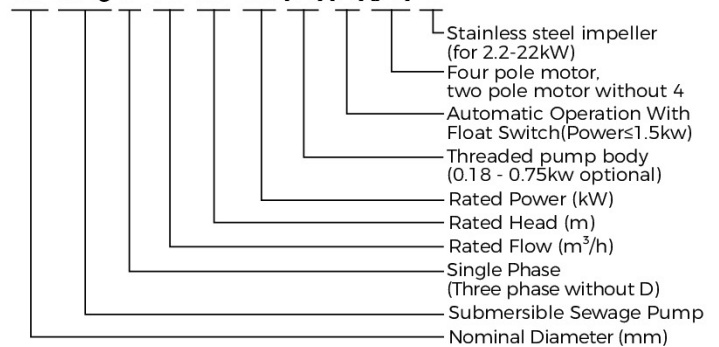 Stainless steel impeller
(for 2.2-22kW)
Four pole motor,
two pole motor without 4
Automatic Operation With
Float Switch(Power≤1.5kw)
Threaded pump body
(0.18 - 0.75kw optional)
Rated Power (kW)
Rated Head (m)
Rated Flow (m³/h)
Single Phase
(Three phase without D)
Submersible Sewage Pump
Nominal Diameter (mm)